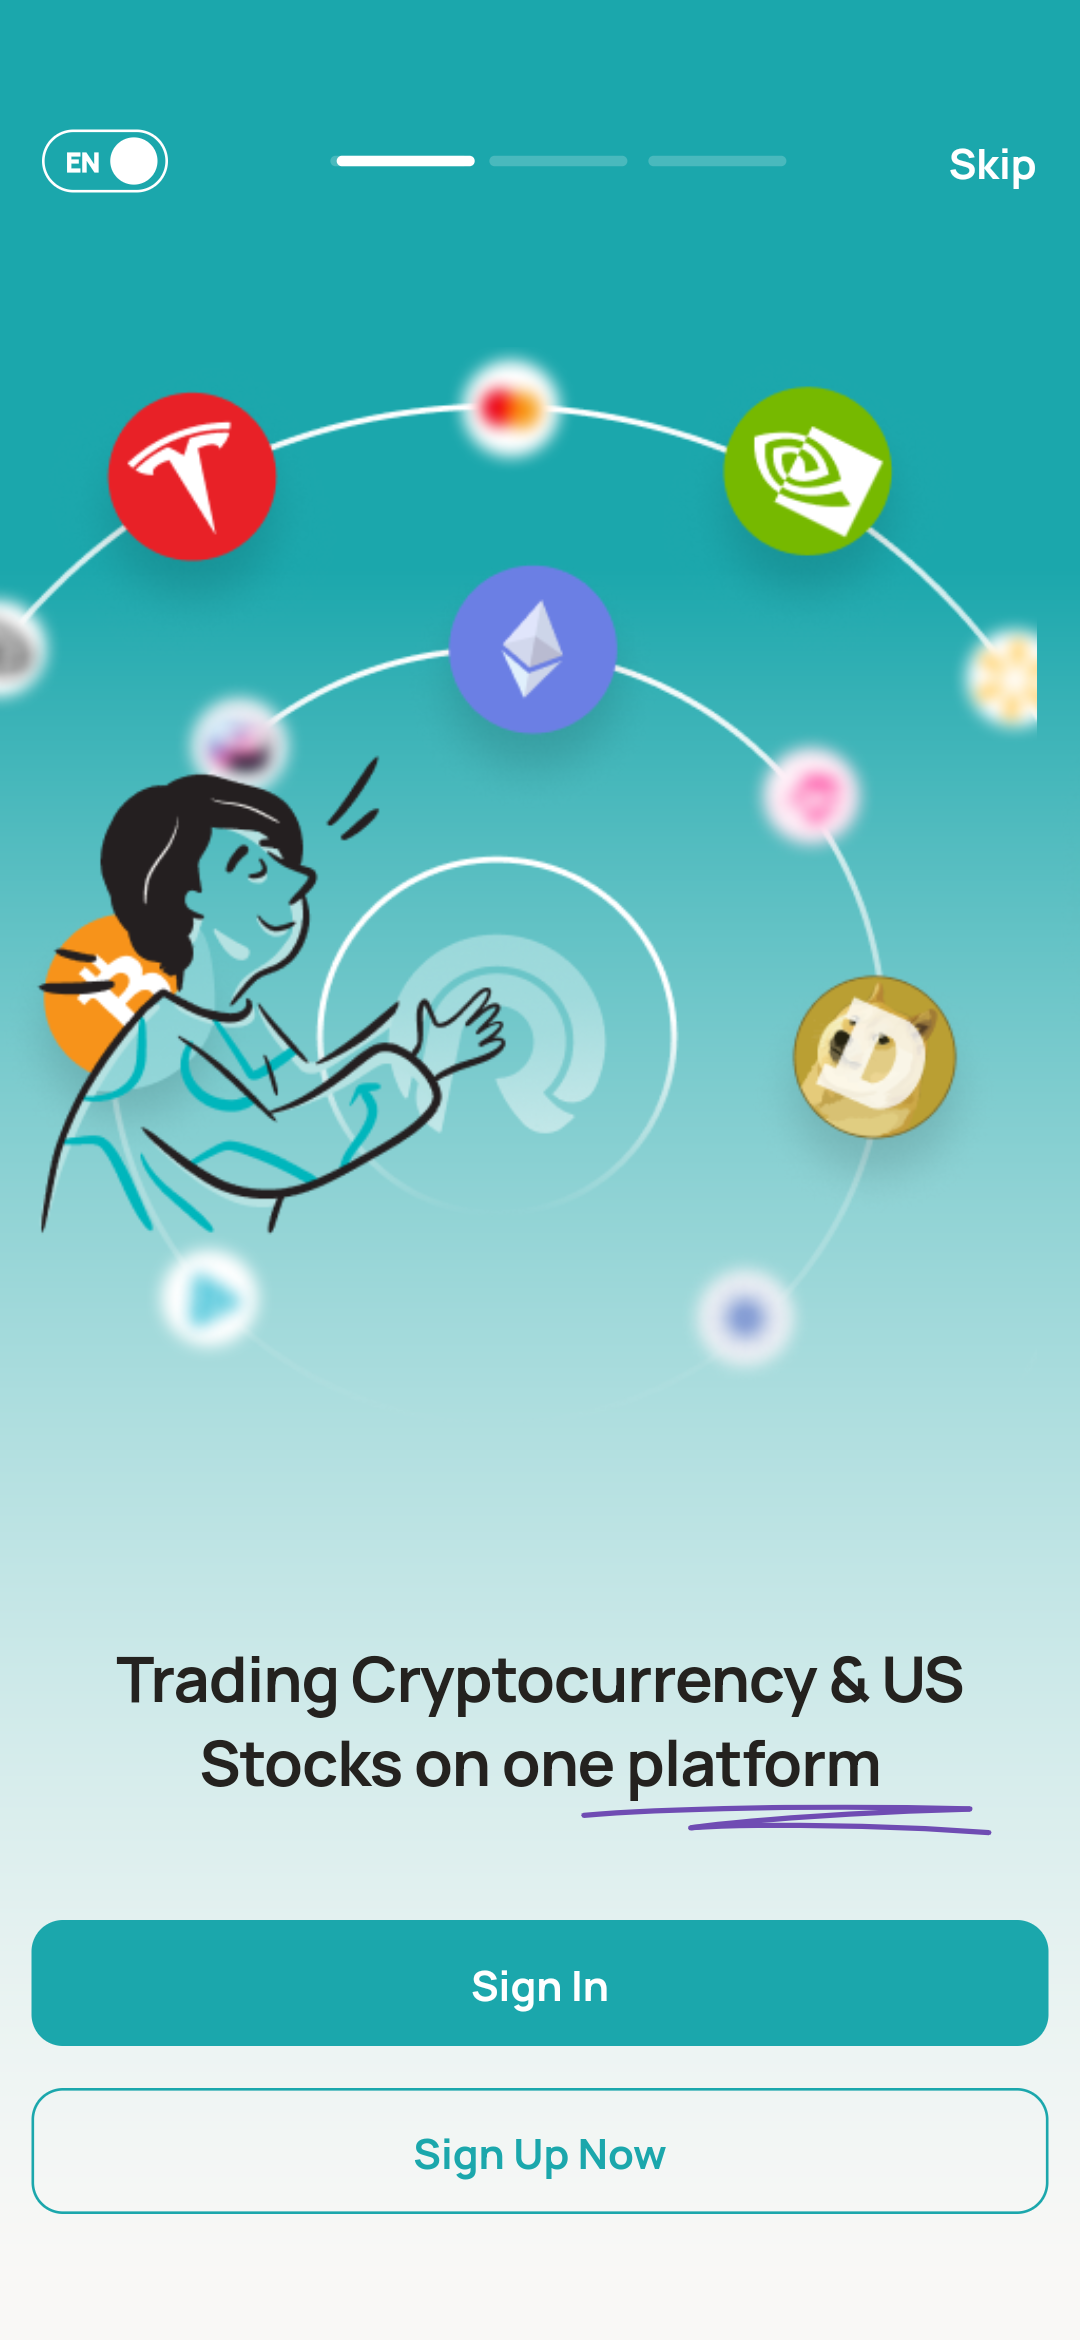 EN
Skip
Trading Cryptocurrency & US
Stocks on one platform
Sign In
Sign Up Now